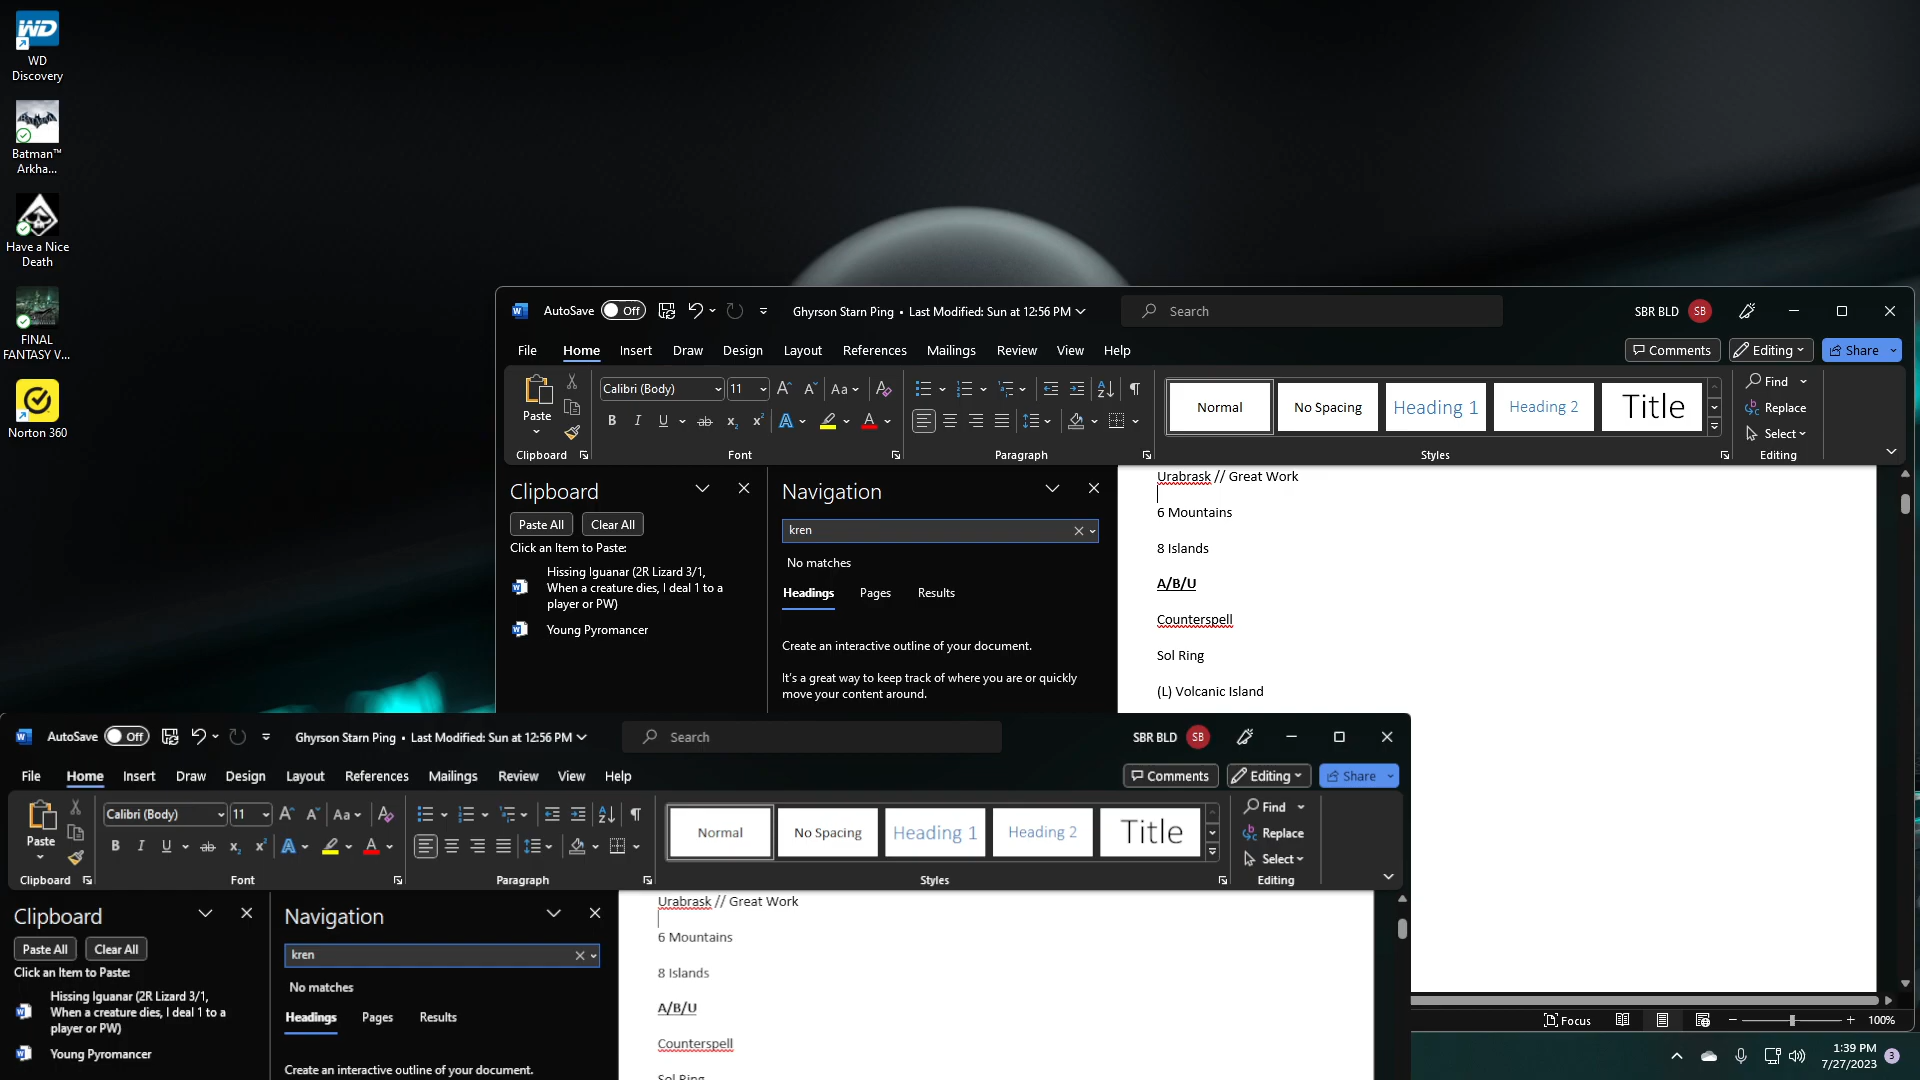 WD
Discovery
Batman™
Arkha...
Have a Nice
Death
FINAL
FANTASY V...
Norton 360
AutoSave Off
Ghyrson Starn Ping • Last Modified: Sun at 12:56 PM
Search
SBR BLD SB
File Home Insert Draw Design Layout References Mailings Review View Help
Comments Editing Share
Paste
Calibri (Body) 11
Normal No Spacing Heading 1 Heading 2 Title
Find
Replace
Select
Clipboard Font Paragraph Styles Editing
Clipboard
Paste All Clear All
Click an Item to Paste:
Hissing Iguanar (2R Lizard 3/1,
When a creature dies, I deal 1 to a
player or PW)
Young Pyromancer
Navigation
kren
No matches
Headings Pages Results
Create an interactive outline of your document.
It's a great way to keep track of where you are or quickly
move your content around.
Urabrask // Great Work
6 Mountains
8 Islands
A/B/U
Counterspell
Sol Ring
(L) Volcanic Island
AutoSave Off
Ghyrson Starn Ping • Last Modified: Sun at 12:56 PM
Search
SBR BLD SB
File Home Insert Draw Design Layout References Mailings Review View Help
Comments Editing Share
Paste
Calibri (Body) 11
Normal No Spacing Heading 1 Heading 2 Title
Find
Replace
Select
Clipboard Font Paragraph Styles Editing
Clipboard
Paste All Clear All
Click an Item to Paste:
Hissing Iguanar (2R Lizard 3/1,
When a creature dies, I deal 1 to a
player or PW)
Young Pyromancer
Navigation
kren
No matches
Headings Pages Results
Create an interactive outline of your document.
Urabrask // Great Work
6 Mountains
8 Islands
A/B/U
Counterspell
Sol Ring
Focus
100%
1:39 PM
7/27/2023
3